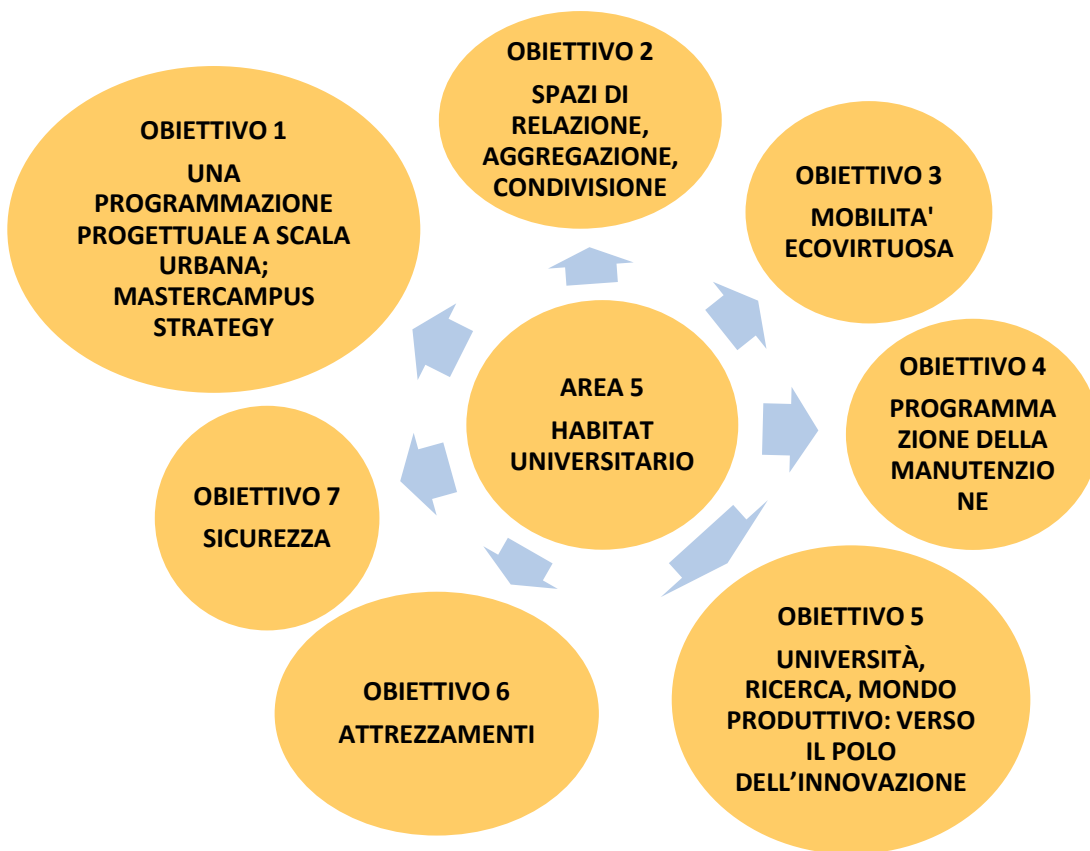 OBIETTIVO 1
UNA
PROGRAMMAZIONE
PROGETTUALE A SCALA
URBANA;
MASTERCAMPUS
STRATEGY
OBIETTIVO 2
SPAZI DI
RELAZIONE,
AGGREGAZIONE,
CONDIVISIONE
OBIETTIVO 3
MOBILITA'
ECOVIRTUOSA
OBIETTIVO 4
PROGRAMMA
ZIONE DELLA
MANUTENZIO
NE
AREA 5
HABITAT
UNIVERSITARIO
OBIETTIVO 7
SICUREZZA
OBIETTIVO 6
ATTREZZAMENTI
OBIETTIVO 5
UNIVERSITÀ,
RICERCA, MONDO
PRODUTTIVO: VERSO
IL POLO
DELL’INNOVAZIONE